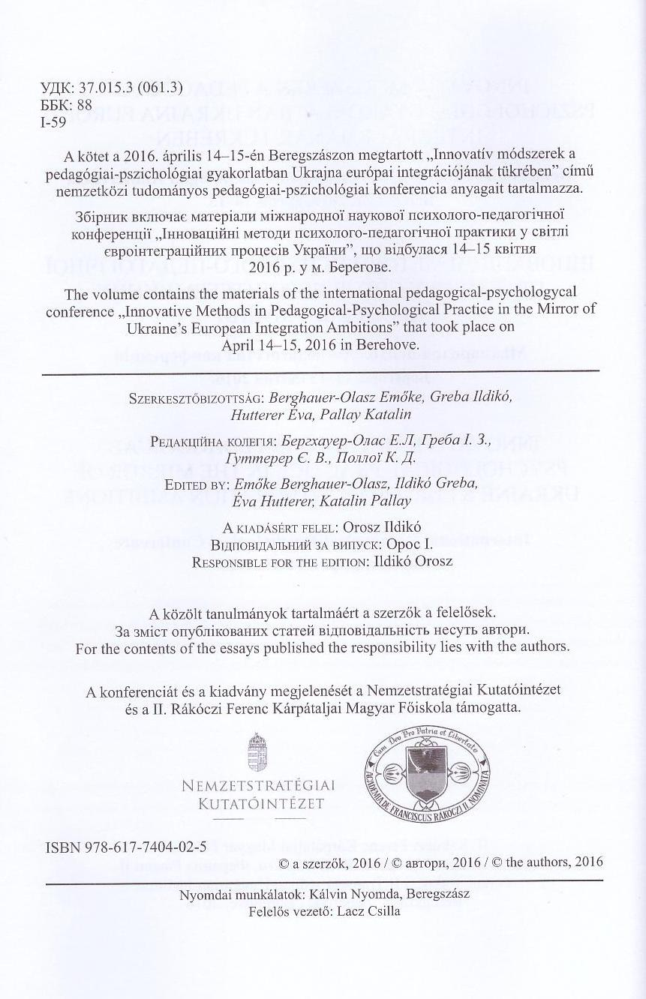 УДК: 37.015.3 (061.3)
ББК: 88
І-59
A kötet a 2016. április 14–15-én Beregszászon megtartott „Innovatív módszerek a
pedagógiai-pszichológiai gyakorlatban Ukrajna európai integrációjának tükrében” című
nemzetközi tudományos pedagógiai-pszichológiai konferencia anyagait tartalmazza.
Збірник включає матеріали міжнародної наукової психолого-педагогічної
конференції „Інноваційні методи психолого-педагогічної практики у світлі
євроінтеграційних процесів України”, що відбулася 14–15 квітня
2016 р. у м. Берегове.
The volume contains the materials of the international pedagogical-psychologycal
conference „Innovative Methods in Pedagogical-Psychological Practice in the Mirror of
Ukraine’s European Integration Ambitions” that took place on
April 14–15, 2016 in Berehove.
Szerkesztőbizottság: Berghauer-Olasz Emőke, Greba Ildikó,
Hutterer Éva, Pallay Katalin
Редакційна колегія: Бергхауер-Олас Е.Л, Греба І. З.,
Гуттерер Є. В., Поллої К. Д.
Edited by: Emőke Berghauer-Olasz, Ildikó Greba,
Éva Hutterer, Katalin Pallay
A kiadásért felel: Orosz Ildikó
Відповідальний за випуск: Орос І.
Responsible for the edition: Ildikó Orosz
A közölt tanulmányok tartalmáért a szerzők a felelősek.
За зміст опублікованих статей відповідальність несуть автори.
For the contents of the essays published the responsibility lies with the authors.
A konferenciát és a kiadvány megjelenését a Nemzetstratégiai Kutatóintézet
és a II. Rákóczi Ferenc Kárpátaljai Magyar Főiskola támogatta.
Nemzetstratégiai
Kutatóintézet
Cum Deo Pro Patria et Libertate
ACADEMIA DE FRANCISCUS RAKOCZI II. NOMINATA
ISBN 978-617-7404-02-5
© a szerzők, 2016 / © автори, 2016 / © the authors, 2016
Nyomdai munkálatok: Kálvin Nyomda, Beregszász
Felelős vezető: Lacz Csilla